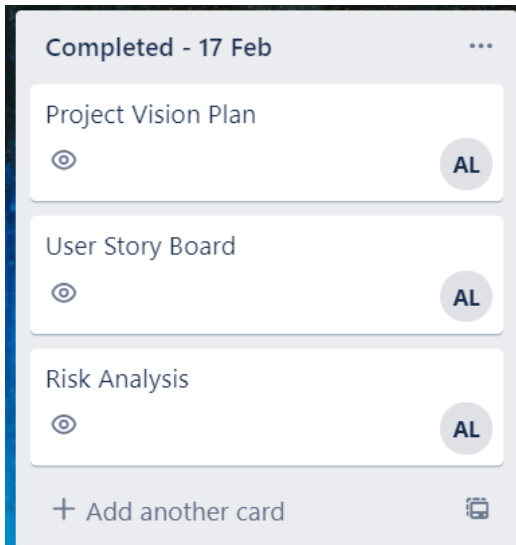 Completed - 17 Feb
Project Vision Plan
AL
User Story Board
AL
Risk Analysis
AL
+ Add another card